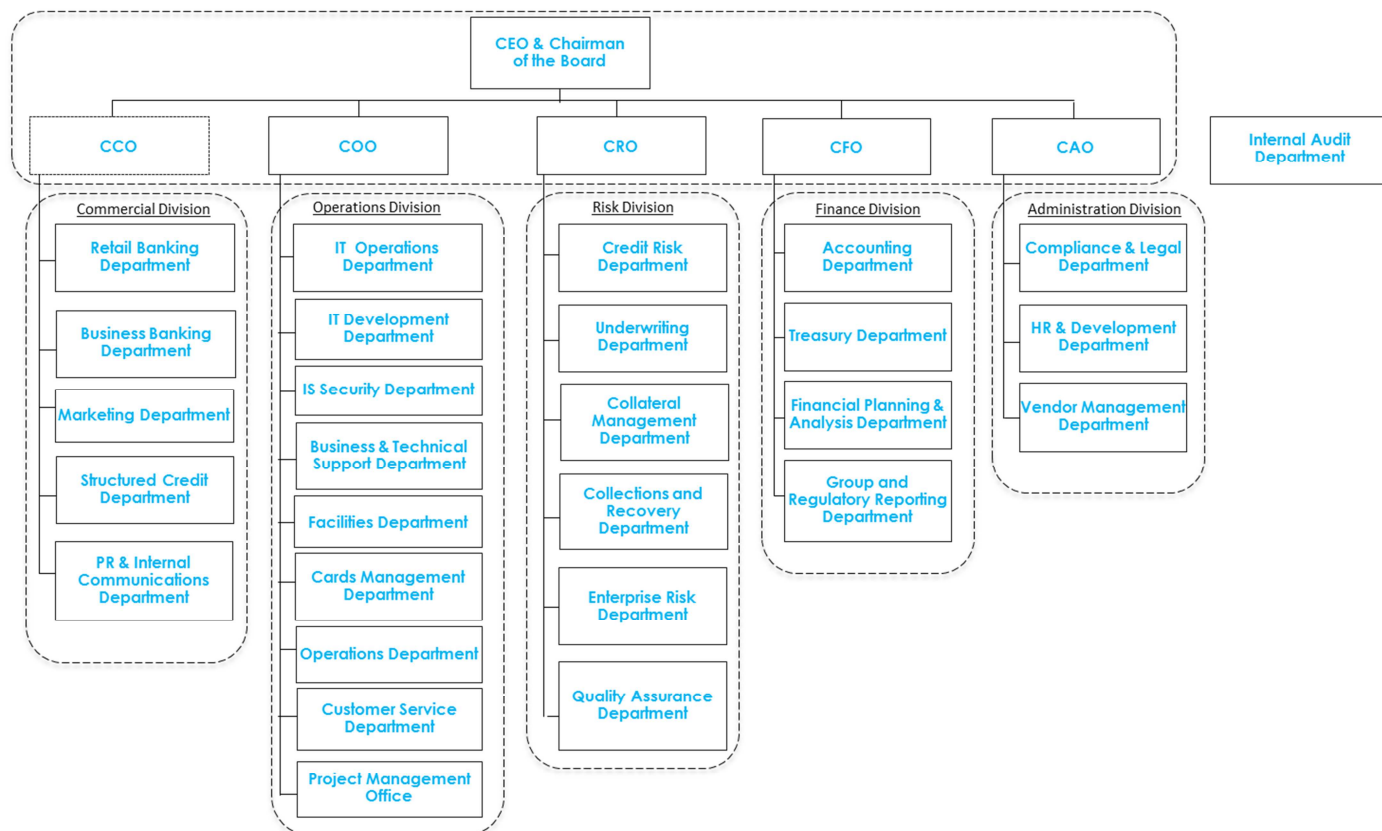 CEO & Chairman
of the Board
CCO
COO
CRO
CFO
CAO
Internal Audit
Department
Commercial Division
Retail Banking
Department
Business Banking
Department
Marketing Department
Structured Credit
Department
PR & Internal
Communications
Department
Operations Division
IT Operations
Department
IT Development
Department
IS Security Department
Business & Technical
Support Department
Facilities Department
Cards Management
Department
Operations Department
Customer Service
Department
Project Management
Office
Risk Division
Credit Risk
Department
Underwriting
Department
Collateral
Management
Department
Collections and
Recovery
Department
Enterprise Risk
Department
Quality Assurance
Department
Finance Division
Accounting
Department
Treasury Department
Financial Planning &
Analysis Department
Group and
Regulatory Reporting
Department
Administration Division
Compliance & Legal
Department
HR & Development
Department
Vendor Management
Department